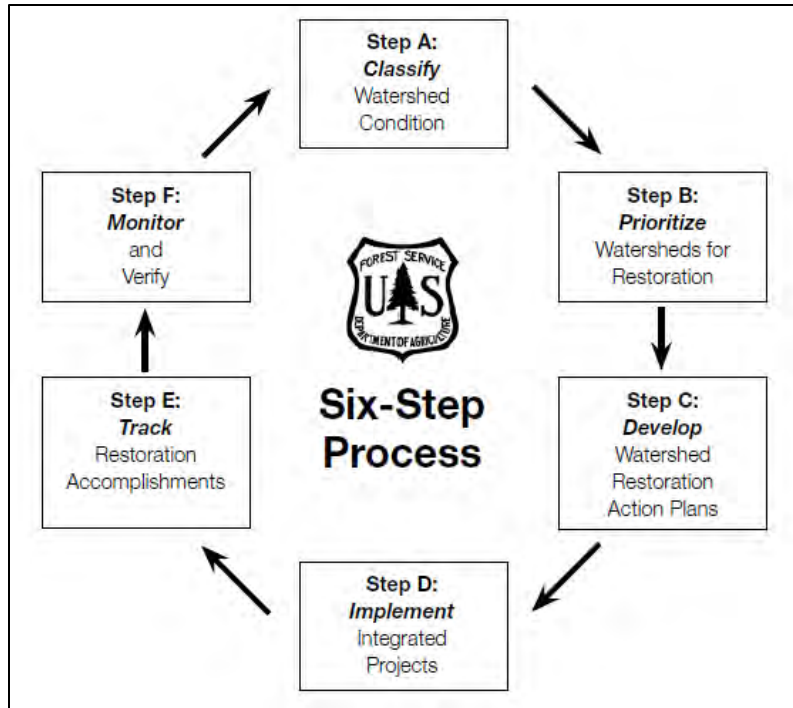 Step A:
Classify
Watershed
Condition
Step B:
Prioritize
Watersheds for
Restoration
Step C:
Develop
Watershed
Restoration
Action Plans
Step D:
Implement
Integrated
Projects
Step E:
Track
Restoration
Accomplishments
Step F:
Monitor
and
Verify
FOREST SERVICE
U S
DEPARTMENT OF AGRICULTURE
Six-Step
Process